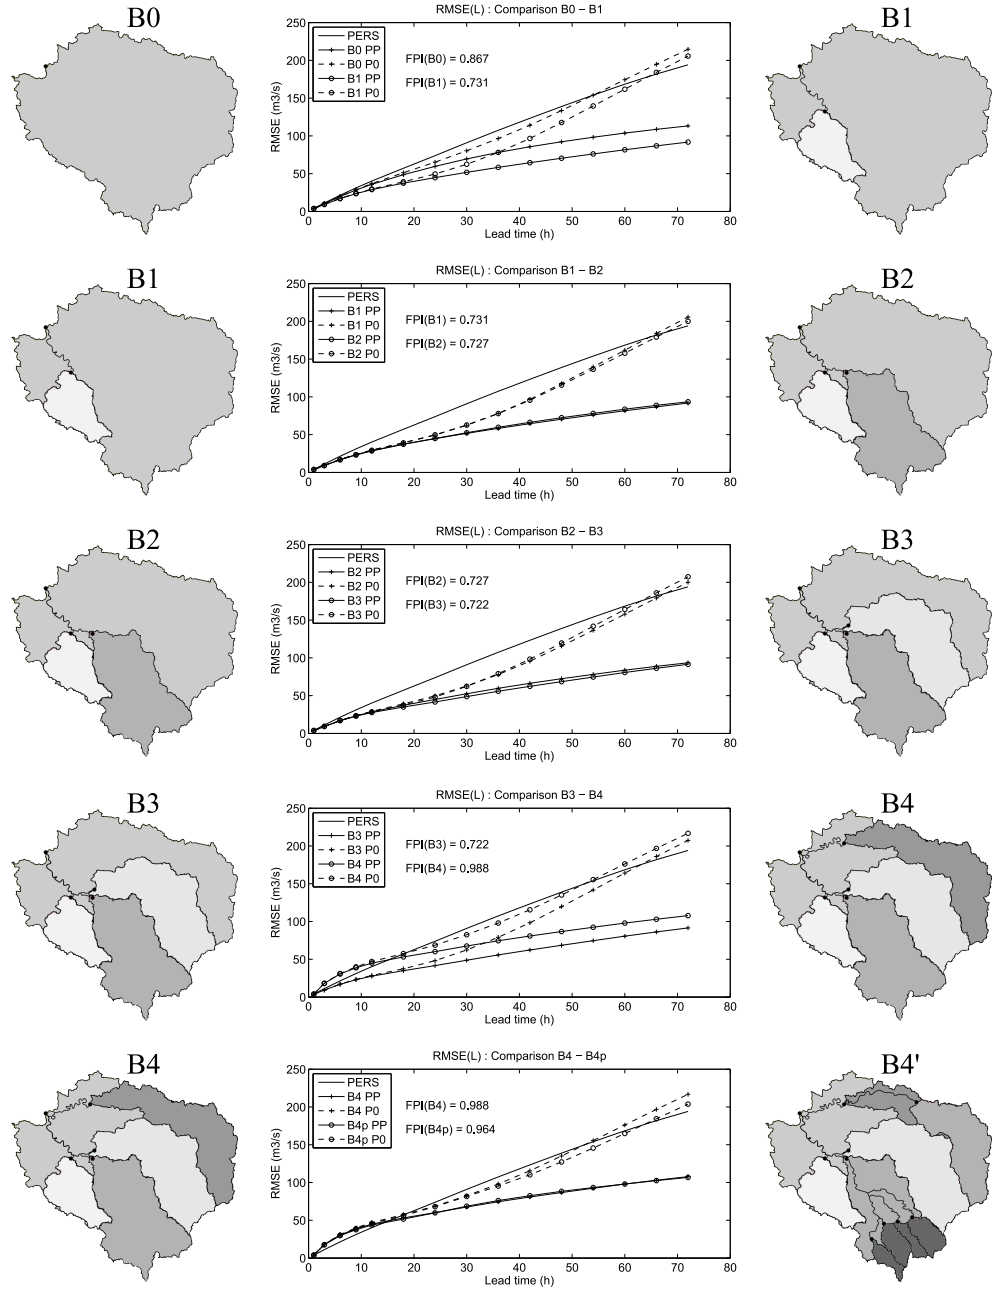 B0
RMSE(L) : Comparison B0 − B1
B1
PERS
B0 PP
B0 P0
B1 PP
B1 P0
FPI(B0) = 0.867
FPI(B1) = 0.731
RMSE (m3/s)
250
200
150
100
50
0
0 10 20 30 40 50 60 70 80
Lead time (h)
B1
RMSE(L) : Comparison B1 − B2
B2
PERS
B1 PP
B1 P0
B2 PP
B2 P0
FPI(B1) = 0.731
FPI(B2) = 0.727
RMSE (m3/s)
250
200
150
100
50
0
0 10 20 30 40 50 60 70 80
Lead time (h)
B2
RMSE(L) : Comparison B2 − B3
B3
PERS
B2 PP
B2 P0
B3 PP
B3 P0
FPI(B2) = 0.727
FPI(B3) = 0.722
RMSE (m3/s)
250
200
150
100
50
0
0 10 20 30 40 50 60 70 80
Lead time (h)
B3
RMSE(L) : Comparison B3 − B4
B4
PERS
B3 PP
B3 P0
B4 PP
B4 P0
FPI(B3) = 0.722
FPI(B4) = 0.988
RMSE (m3/s)
250
200
150
100
50
0
0 10 20 30 40 50 60 70 80
Lead time (h)
B4
RMSE(L) : Comparison B4 − B4p
B4'
PERS
B4 PP
B4 P0
B4p PP
B4p P0
FPI(B4) = 0.988
FPI(B4p) = 0.964
RMSE (m3/s)
250
200
150
100
50
0
0 10 20 30 40 50 60 70 80
Lead time (h)